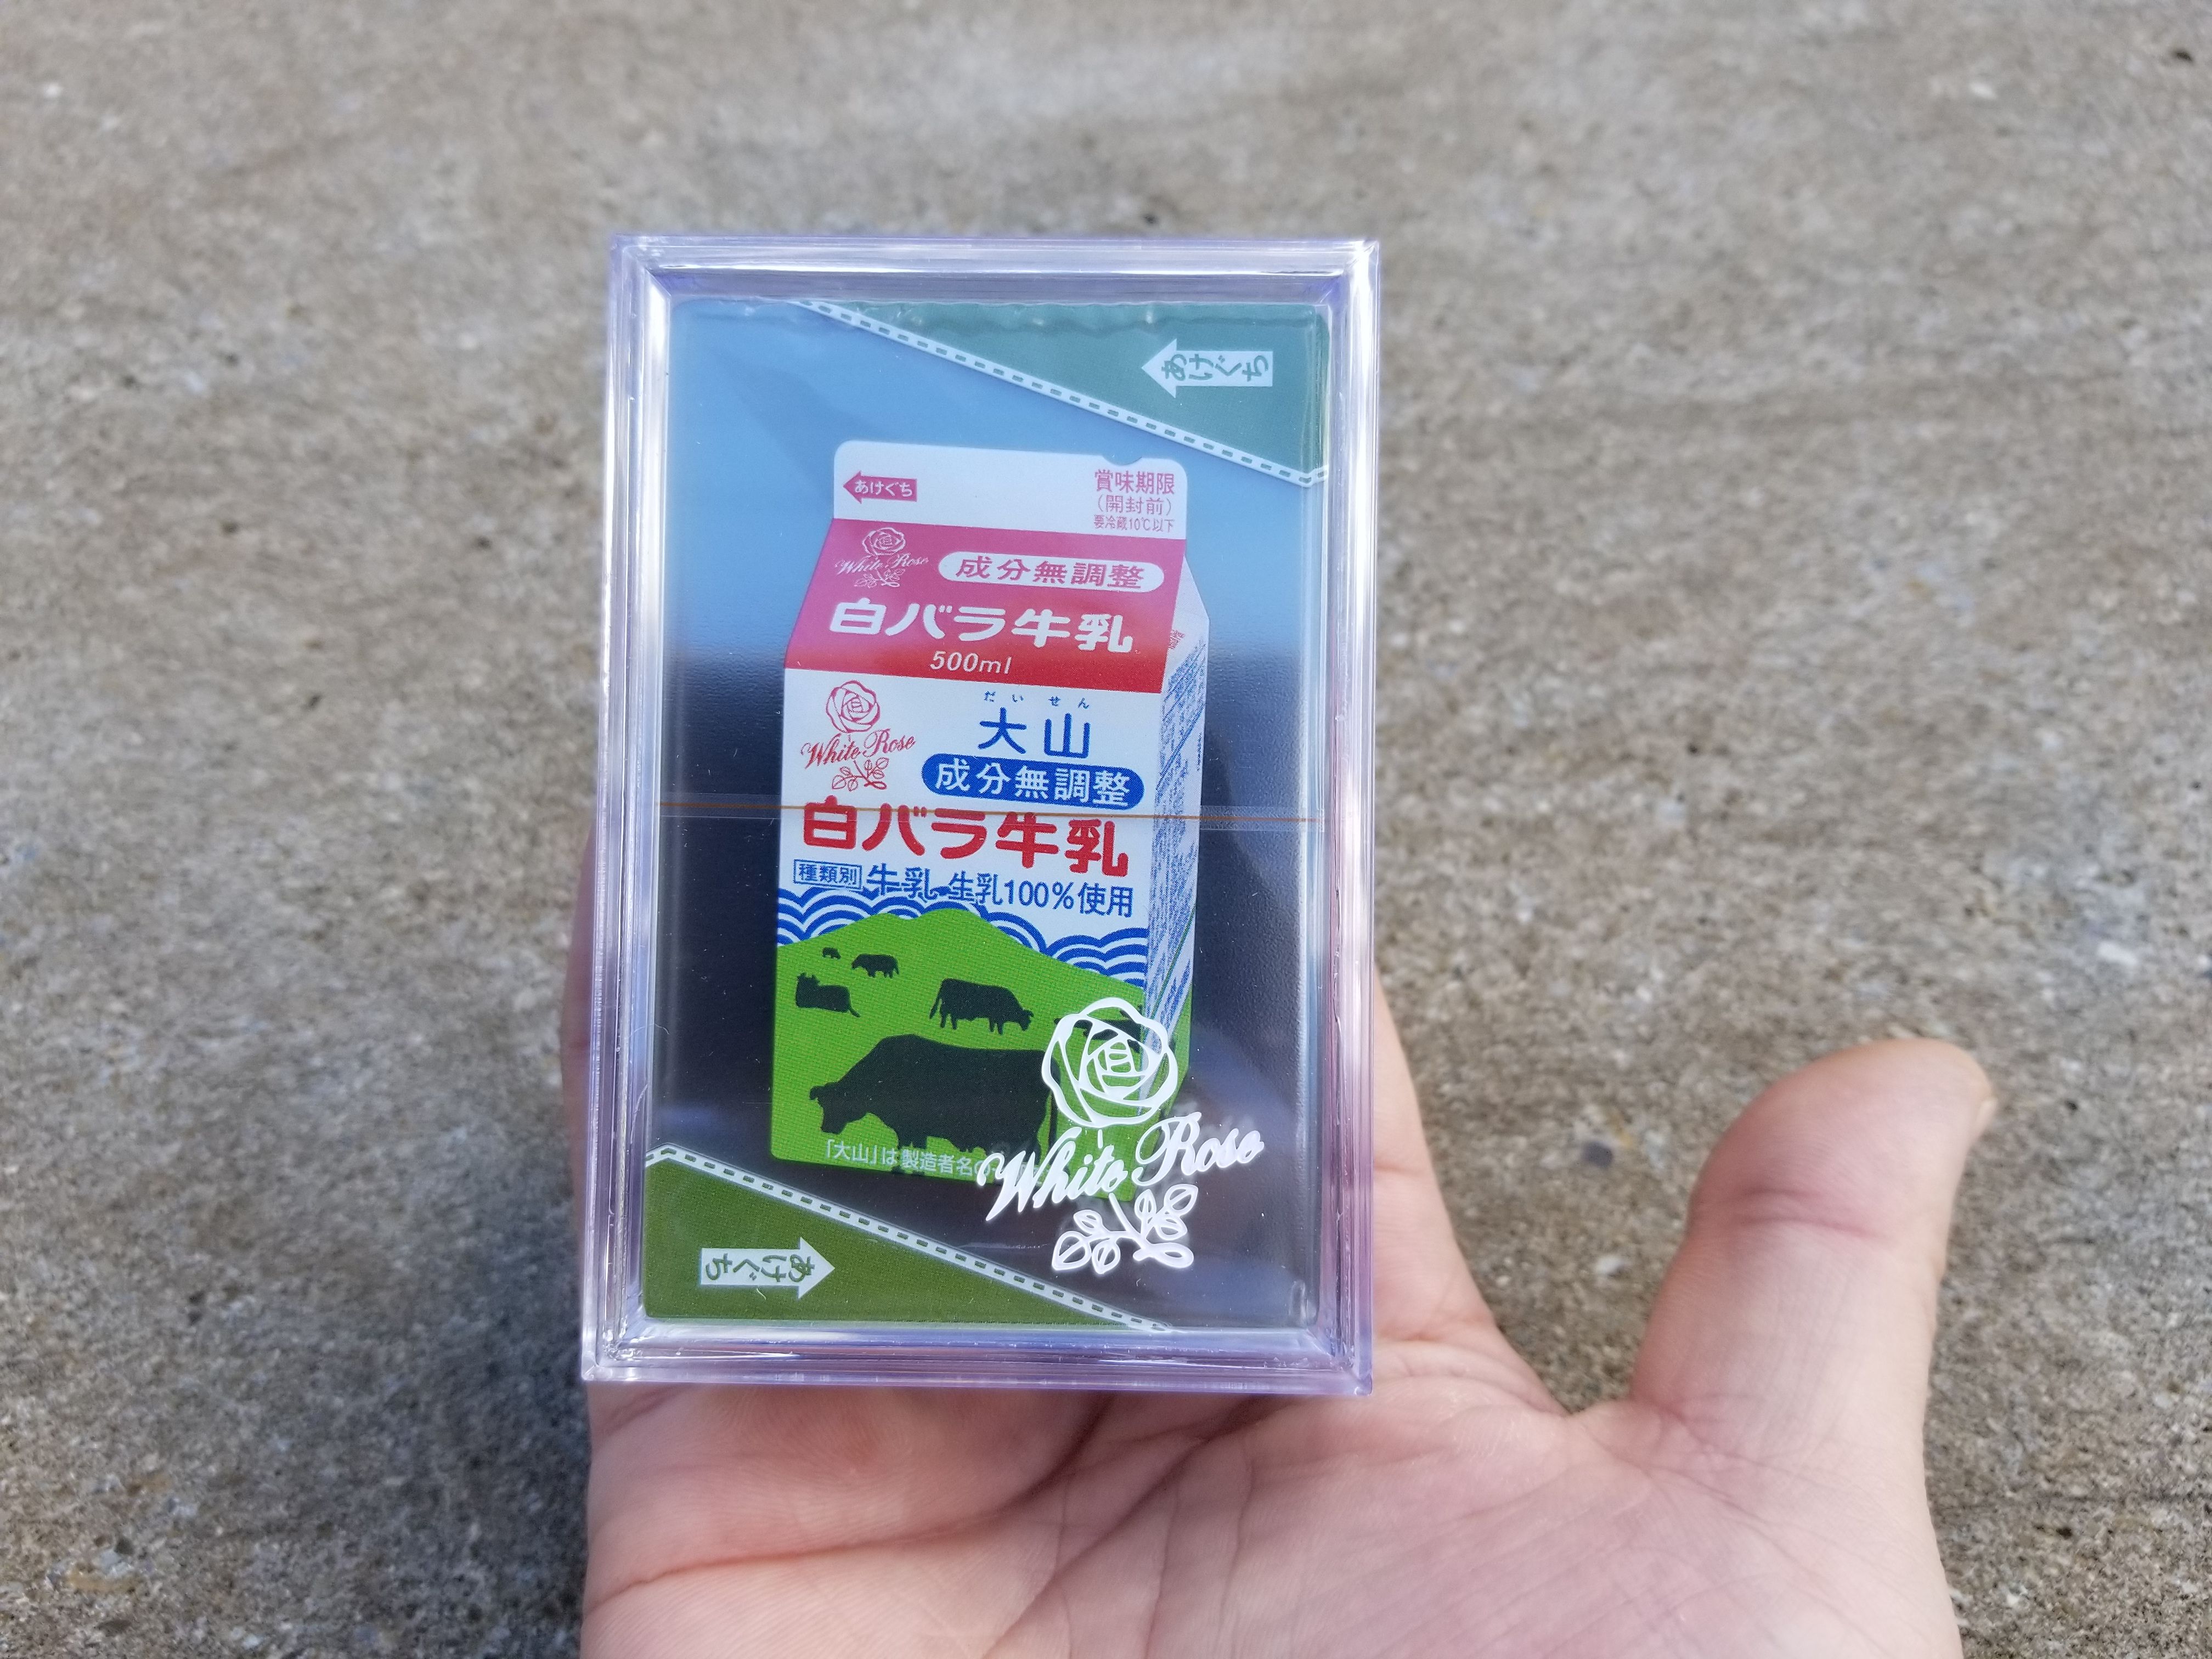 あけぐち
あけぐち
賞味期限
(開封前)
要冷蔵10℃以下
White Rose
成分無調整
白バラ牛乳
500ml
だいせん
大山
White Rose
成分無調整
白バラ牛乳
種類別 牛乳 生乳100%使用
「大山」は製造者名の
White Rose
あけぐち